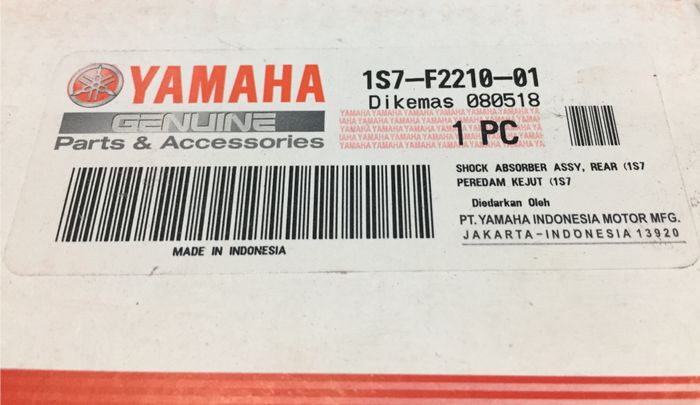 YAMAHA
GENUINE
Parts & Accessories
MADE IN INDONESIA
1S7-F2210-01
Dikemas 080518
1 PC
SHOCK ABSORBER ASSY, REAR (1S7
PEREDAM KEJUT (1S7
Diedarkan Oleh
PT. YAMAHA INDONESIA MOTOR MFG.
JAKARTA-INDONESIA 13920